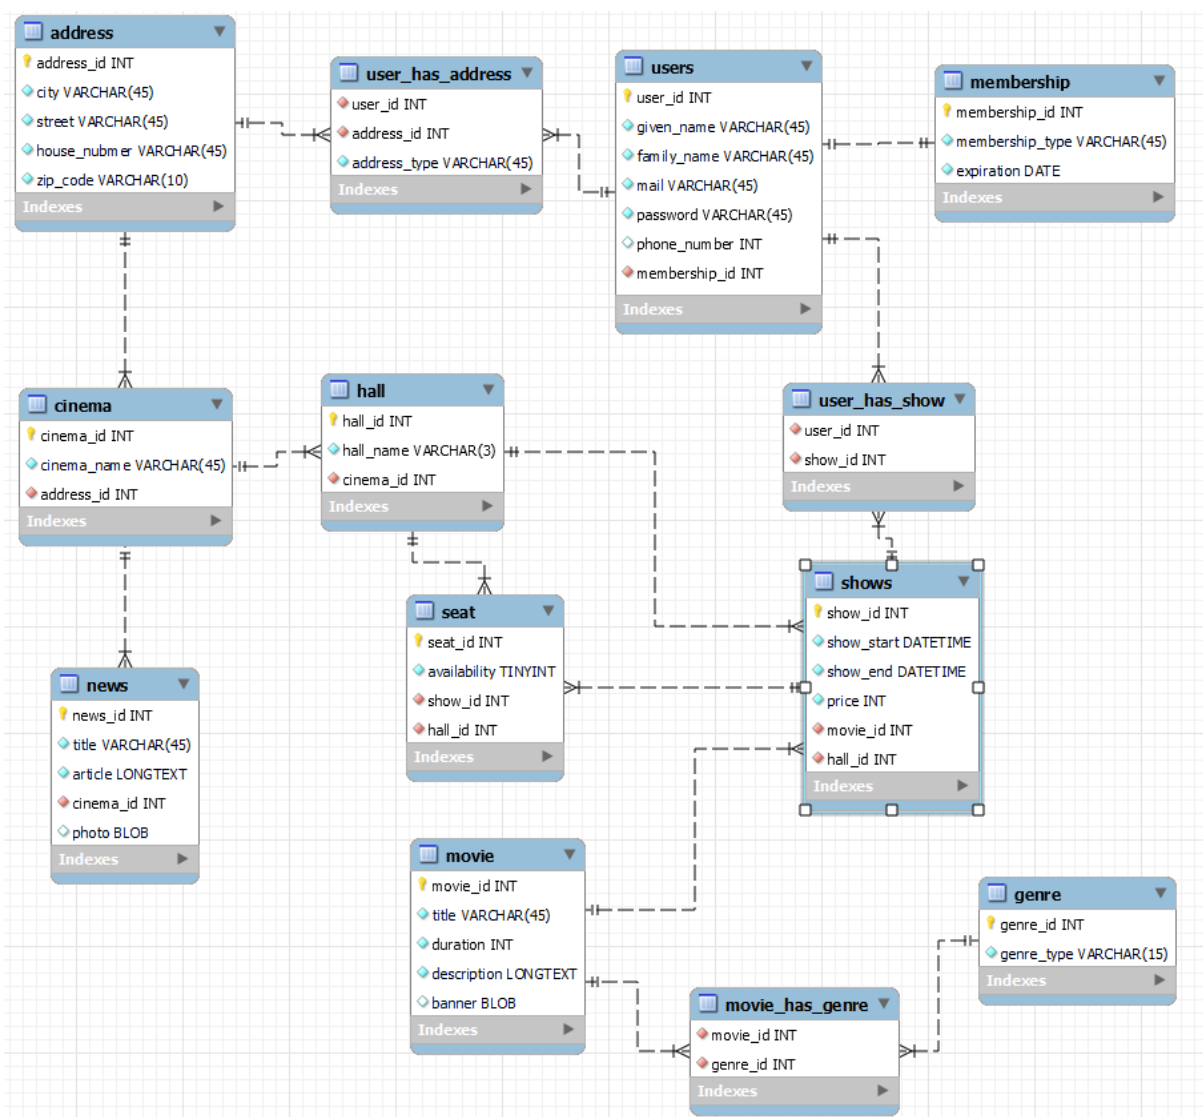 address
address_id INT
city VARCHAR(45)
street VARCHAR(45)
house_nubmer VARCHAR(45)
zip_code VARCHAR(10)
Indexes
user_has_address
user_id INT
address_id INT
address_type VARCHAR(45)
Indexes
users
user_id INT
given_name VARCHAR(45)
family_name VARCHAR(45)
mail VARCHAR(45)
password VARCHAR(45)
phone_number INT
membership_id INT
Indexes
membership
membership_id INT
membership_type VARCHAR(45)
expiration DATE
Indexes
cinema
cinema_id INT
cinema_name VARCHAR(45)
address_id INT
Indexes
hall
hall_id INT
hall_name VARCHAR(3)
cinema_id INT
Indexes
user_has_show
user_id INT
show_id INT
Indexes
news
news_id INT
title VARCHAR(45)
article LONGTEXT
cinema_id INT
photo BLOB
Indexes
seat
seat_id INT
availability TINYINT
show_id INT
hall_id INT
Indexes
shows
show_id INT
show_start DATETIME
show_end DATETIME
price INT
movie_id INT
hall_id INT
Indexes
movie
movie_id INT
title VARCHAR(45)
duration INT
description LONGTEXT
banner BLOB
Indexes
movie_has_genre
movie_id INT
genre_id INT
Indexes
genre
genre_id INT
genre_type VARCHAR(15)
Indexes